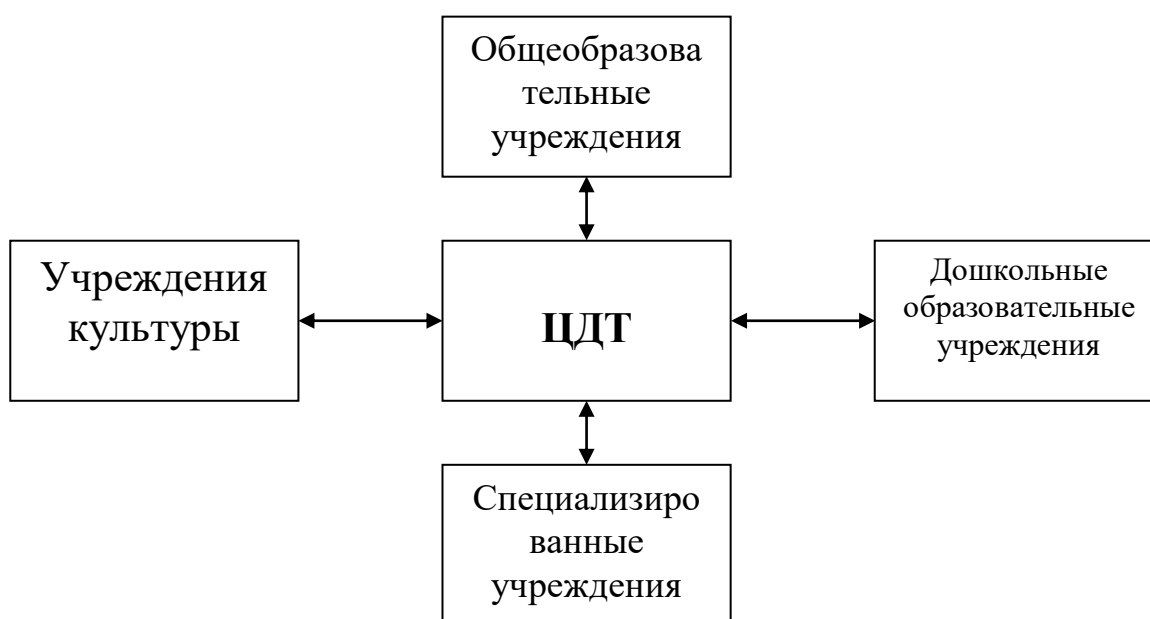 Общеобразова
тельные
учреждения
Учреждения
культуры
ЦДТ
Дошкольные
образовательные
учреждения
Специализиро
ванные
учреждения